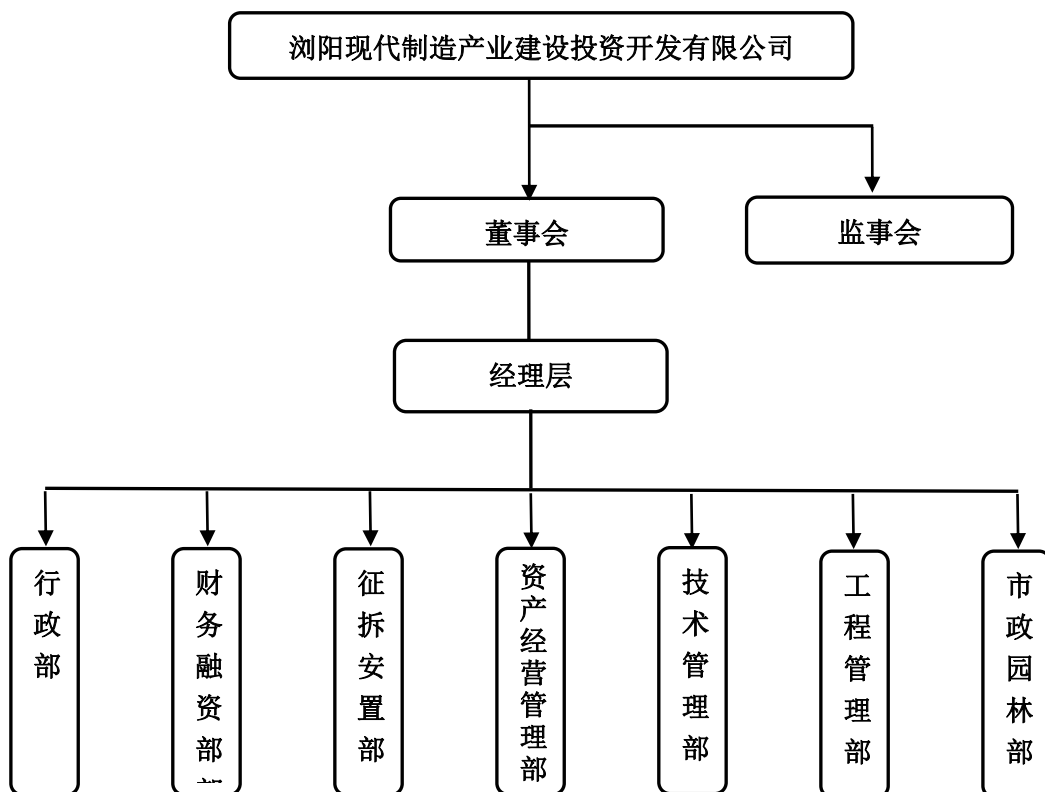 浏阳现代制造产业建设投资开发有限公司
董事会
监事会
经理层
行政部
财务融资部
征拆安置部
资产经营管理部
技术管理部
工程管理部
市政园林部